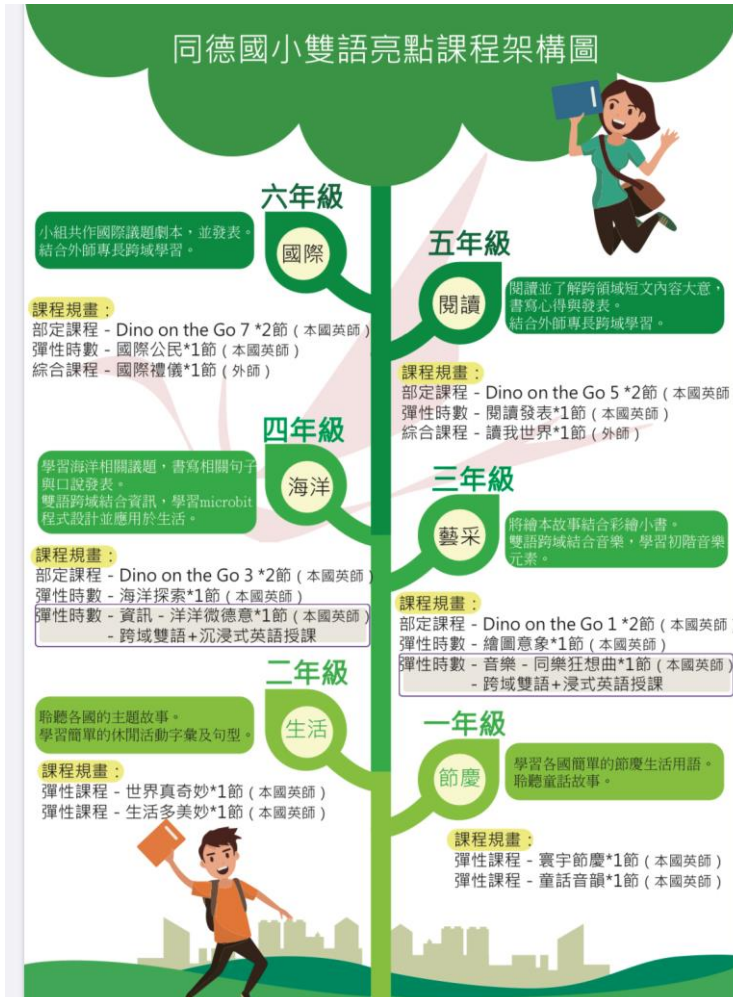 同德國小雙語亮點課程架構圖
六年級
國際
小組共作國際議題劇本，並發表。
結合外師專長跨域學習。
課程規畫：
部定課程 - Dino on the Go 7 *2節 ( 本國英師 )
彈性時數 - 國際公民*1節 ( 本國英師 )
綜合課程 - 國際禮儀*1節 ( 外師 )
五年級
閱讀
閱讀並了解跨領域短文內容大意，
書寫心得與發表。
結合外師專長跨域學習。
課程規畫：
部定課程 - Dino on the Go 5 *2節 ( 本國英師
彈性時數 - 閱讀發表*1節 ( 本國英師 )
綜合課程 - 讀我世界*1節 ( 外師 )
四年級
海洋
學習海洋相關議題，書寫相關句子
與口說發表。
雙語跨域結合資訊，學習microbit
程式設計並應用於生活。
課程規畫：
部定課程 - Dino on the Go 3 *2節 ( 本國英師 )
彈性時數 - 海洋探索*1節 ( 本國英師 )
彈性時數 - 資訊 - 洋洋微德意*1節 ( 本國英師 )
- 跨域雙語+沉浸式英語授課
三年級
藝采
將繪本故事結合彩繪小書。
雙語跨域結合音樂，學習初階音樂
元素。
課程規畫：
部定課程 - Dino on the Go 1 *2節 ( 本國英師 )
彈性時數 - 繪圖意象*1節 ( 本國英師 )
彈性時數 - 音樂 - 同樂狂想曲*1節 ( 本國英師 )
- 跨域雙語+浸式英語授課
二年級
生活
聆聽各國的主題故事。
學習簡單的休閒活動字彙及句型。
課程規畫：
彈性課程 - 世界真奇妙*1節 ( 本國英師 )
彈性課程 - 生活多美妙*1節 ( 本國英師 )
一年級
節慶
學習各國簡單的節慶生活用語。
聆聽童話故事。
課程規畫：
彈性課程 - 寰宇節慶*1節 ( 本國英師 )
彈性課程 - 童話音韻*1節 ( 本國英師 )